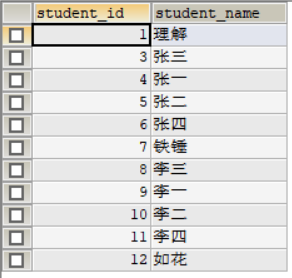 student_id student_name
1 理解
3 张三
4 张一
5 张二
6 张四
7 铁锤
8 李三
9 李一
10 李二
11 李四
12 如花